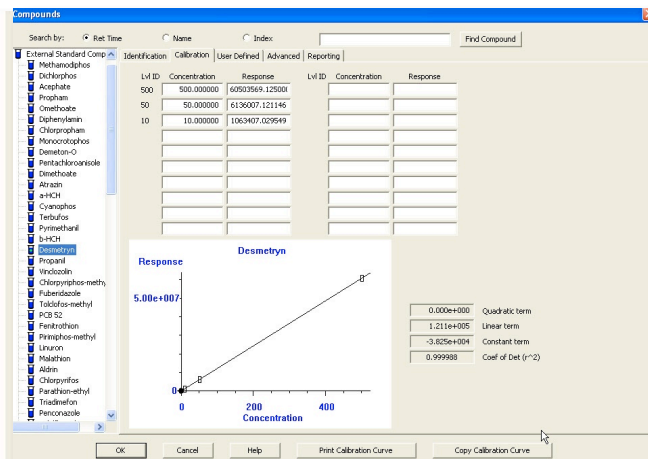 Compounds
Search by: Ret Time Name Index Find Compound
External Standard Comp
Methamodiphos
Dichlorphos
Acephate
Propham
Omethoate
Diphenylamin
Chlorpropham
Monocrotophos
Demeton-O
Pentachloroanisole
Dimethoate
Atrazin
a-HCH
Cyanophos
Terbufos
Pyrimethanil
b-HCH
Desmetryn
Propanil
Vinclozolin
Chlorpyriphos-methy
Fuberidazole
Tolclofos-methyl
PCB 52
Fenitrothion
Pirimiphos-methyl
Linuron
Malathion
Aldrin
Chlorpyrifos
Parathion-ethyl
Triadimefon
Penconazole
Identification Calibration User Defined Advanced Reporting
Lvl ID Concentration Response Lvl ID Concentration Response
500 500.000000 60503569.12500
50 50.000000 6136007.121146
10 10.000000 1063407.029549
Desmetryn
Response
5.00e+007
0
0 200 400
Concentration
0.000e+000 Quadratic term
1.211e+005 Linear term
-3.825e+004 Constant term
0.999988 Coef of Det (r^2)
OK Cancel Help Print Calibration Curve Copy Calibration Curve